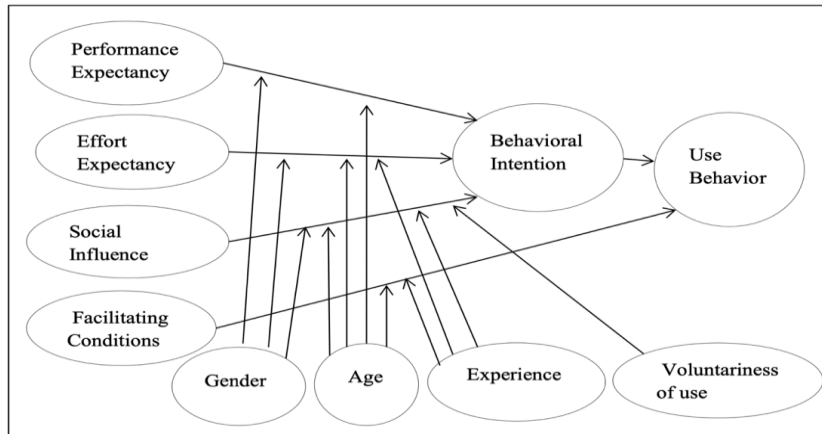 Performance
Expectancy
Effort
Expectancy
Social
Influence
Facilitating
Conditions
Behavioral
Intention
Use
Behavior
Gender
Age
Experience
Voluntariness
of use